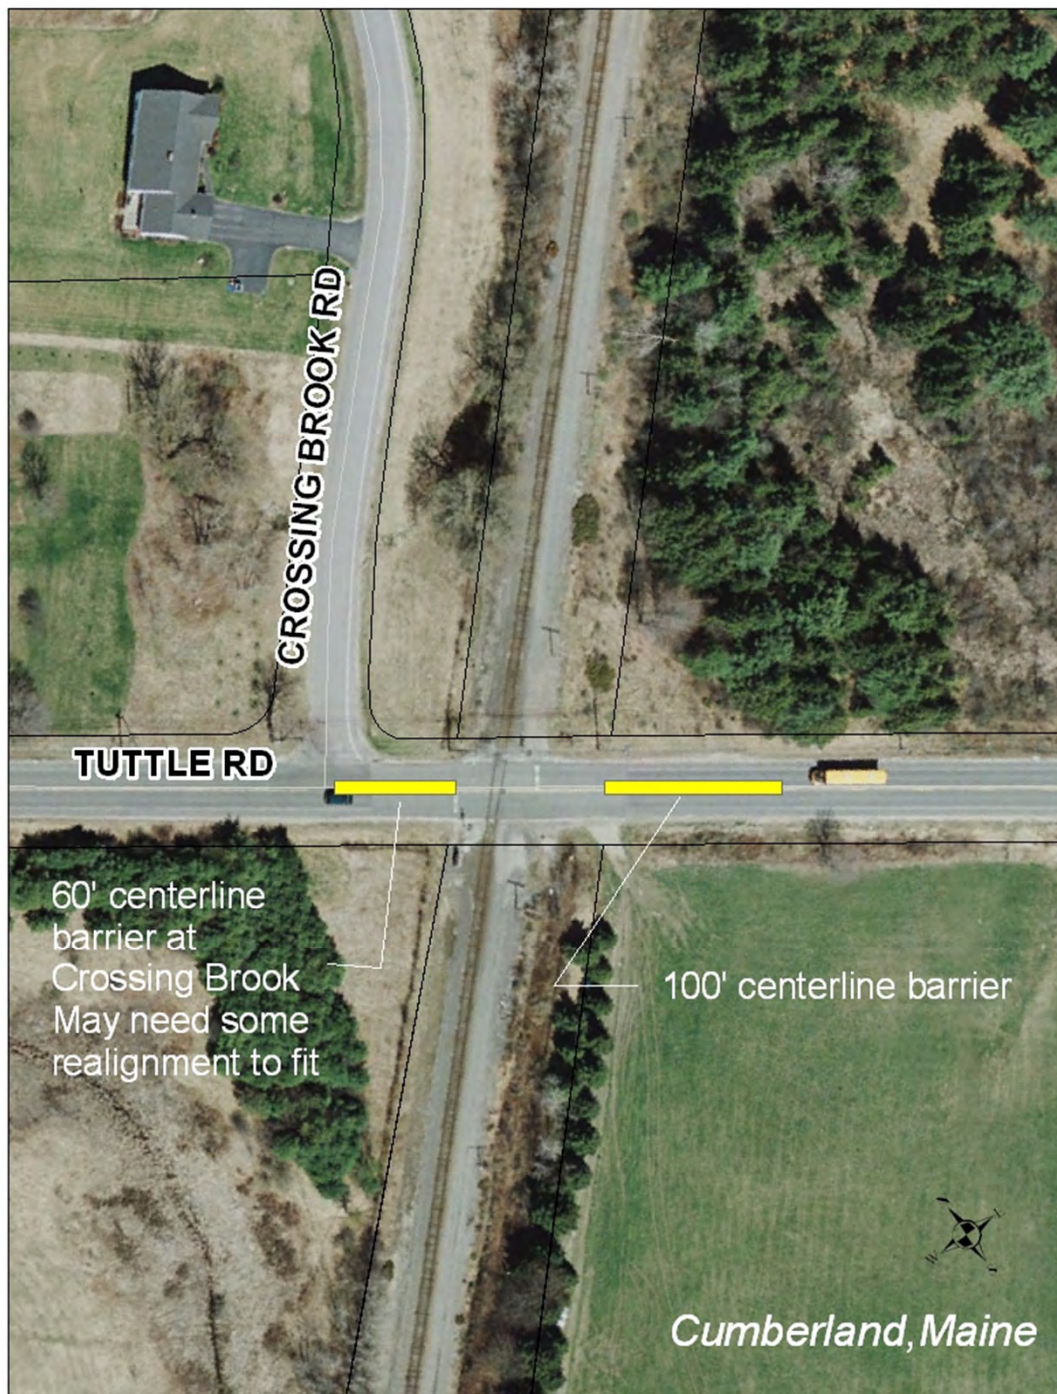 CROSSING BROOK RD
TUTTLE RD
60' centerline
barrier at
Crossing Brook
May need some
realignment to fit
100' centerline barrier
W
Cumberland, Maine